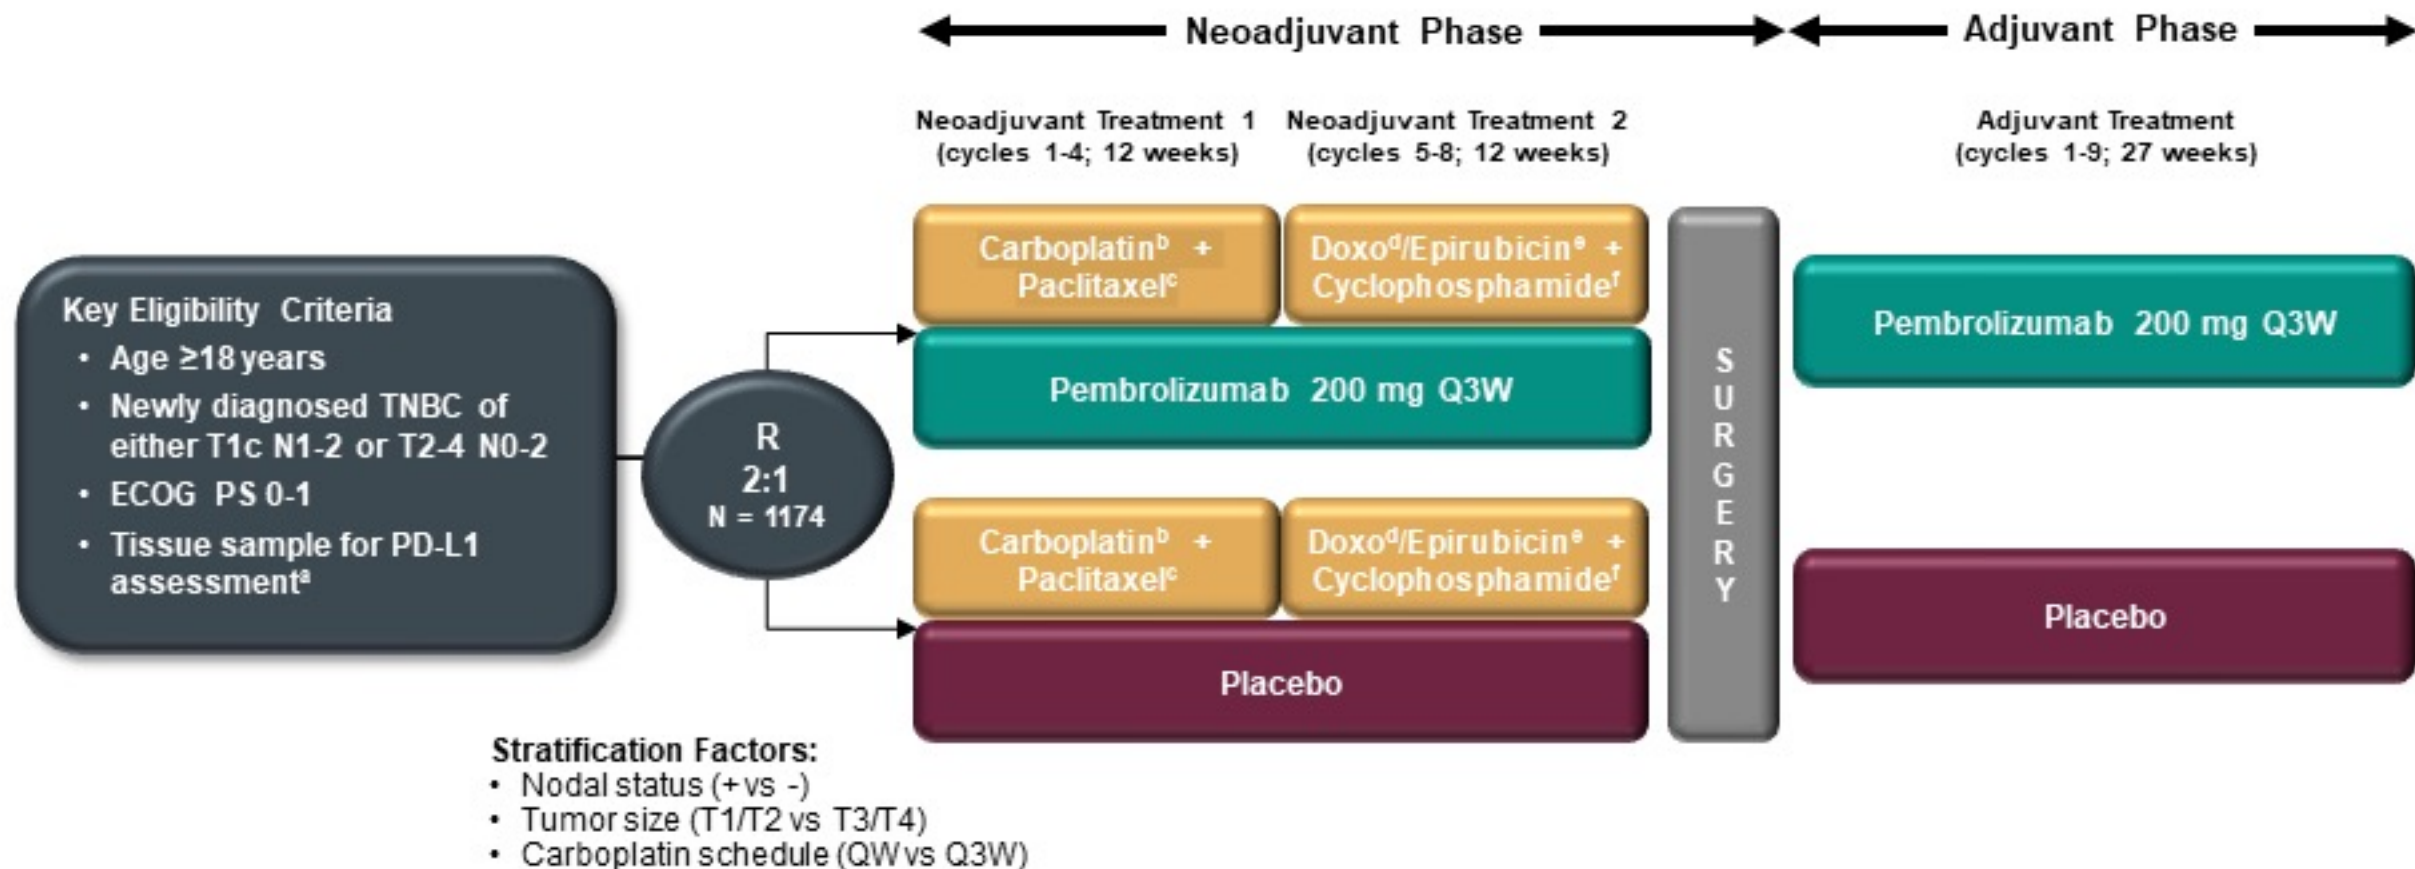 Neoadjuvant Phase
Adjuvant Phase
Neoadjuvant Treatment 1
(cycles 1-4; 12 weeks)
Neoadjuvant Treatment 2
(cycles 5-8; 12 weeks)
Adjuvant Treatment
(cycles 1-9; 27 weeks)
Key Eligibility Criteria
• Age ≥18 years
• Newly diagnosed TNBC of
either T1c N1-2 or T2-4 N0-2
• ECOG PS 0-1
• Tissue sample for PD-L1
assessmentᵃ
R
2:1
N = 1174
Carboplatinᵇ +
Paclitaxelᶜ
Doxoᵈ/Epirubicinᵉ +
Cyclophosphamideᶠ
Pembrolizumab 200 mg Q3W
Carboplatinᵇ +
Paclitaxelᶜ
Doxoᵈ/Epirubicinᵉ +
Cyclophosphamideᶠ
Placebo
SURGERY
Pembrolizumab 200 mg Q3W
Placebo
Stratification Factors:
• Nodal status (+ vs -)
• Tumor size (T1/T2 vs T3/T4)
• Carboplatin schedule (QW vs Q3W)